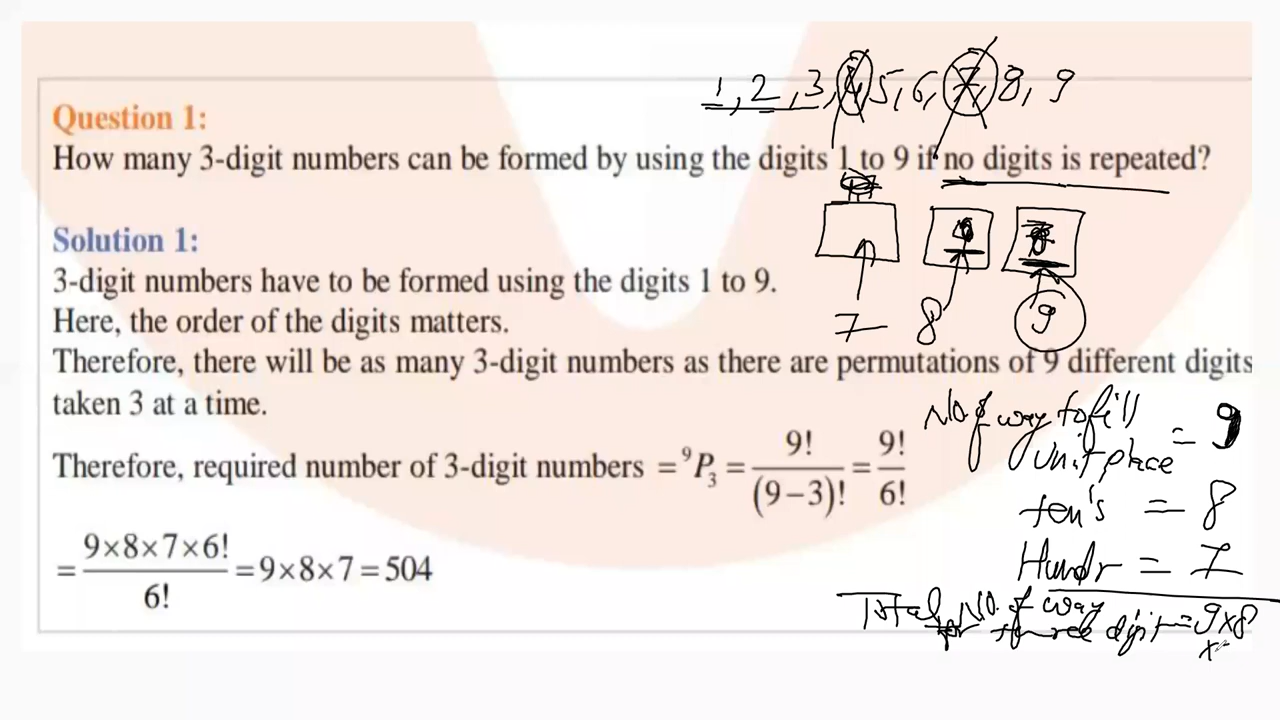 1, 2, 3, 4, 5, 6, 7, 8, 9
Question 1:
How many 3-digit numbers can be formed by using the digits 1 to 9 if no digits is repeated?
Solution 1:
3-digit numbers have to be formed using the digits 1 to 9.
Here, the order of the digits matters.
7 8 9
Therefore, there will be as many 3-digit numbers as there are permutations of 9 different digits
taken 3 at a time.
No. of way to fill
unit place = 9
Therefore, required number of 3-digit numbers = ⁹P₃ = 9!/(9−3)! = 9!/6!
ten's = 8
Hundr = 7
= 9×8×7×6!/6! = 9×8×7 = 504
Total No. of way
for three digit = 9×8
×